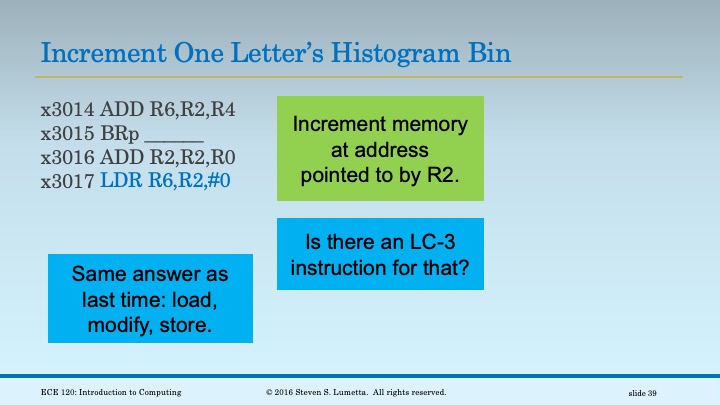 Increment One Letter's Histogram Bin
x3014 ADD R6,R2,R4
x3015 BRp ______
x3016 ADD R2,R2,R0
x3017 LDR R6,R2,#0
Increment memory
at address
pointed to by R2.
Is there an LC-3
instruction for that?
Same answer as
last time: load,
modify, store.
ECE 120: Introduction to Computing
© 2016 Steven S. Lumetta. All rights reserved.
slide 39